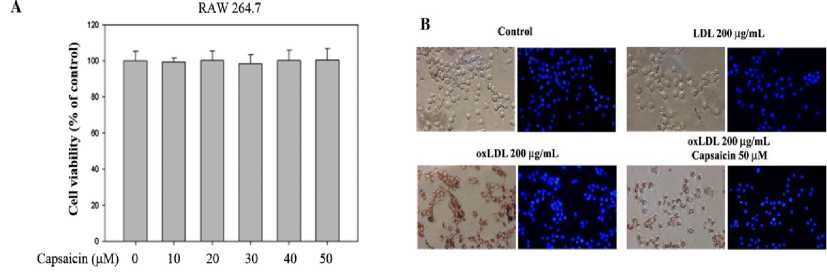 A
RAW 264.7
Cell viability (% of control)
120
100
80
60
40
20
0
Capsaicin (µM) 0 10 20 30 40 50
B
Control
LDL 200 µg/mL
oxLDL 200 µg/mL
oxLDL 200 µg/mL
Capsaicin 50 µM